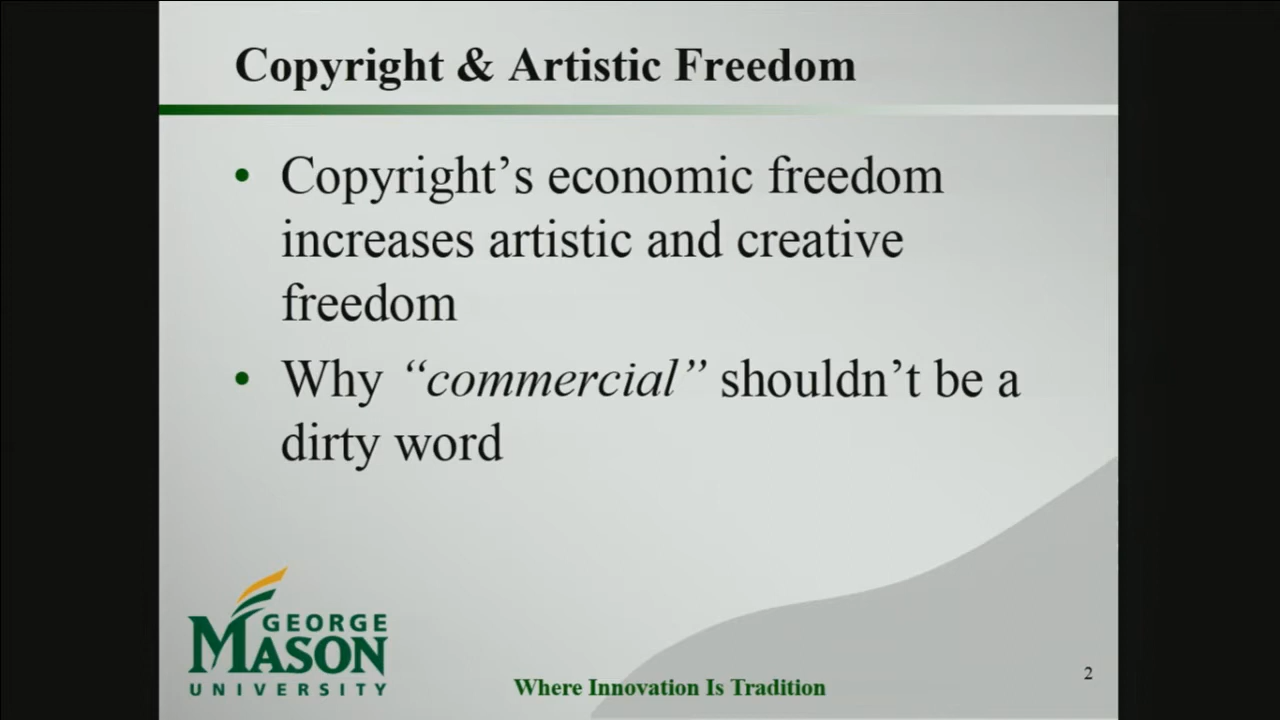 Copyright & Artistic Freedom
• Copyright’s economic freedom
increases artistic and creative
freedom
• Why “commercial” shouldn’t be a
dirty word
GEORGE
MASON
UNIVERSITY
Where Innovation Is Tradition
2